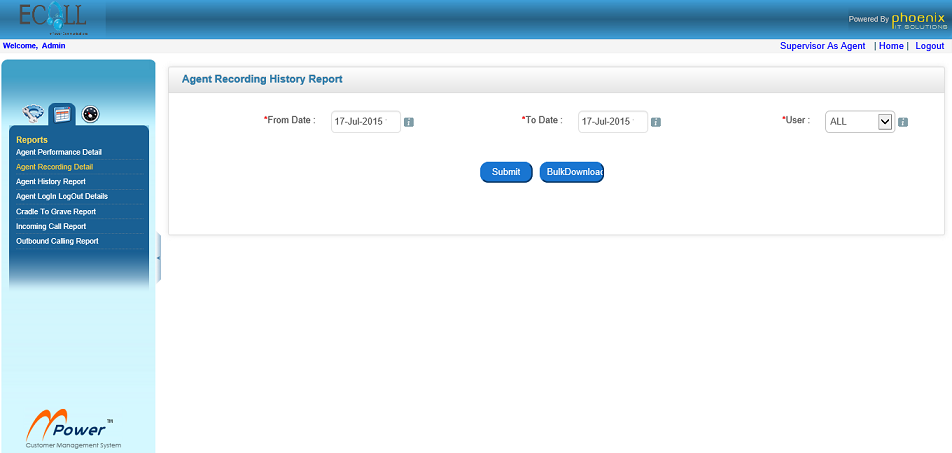 ECOLL
Powered By phoenix
IT SOLUTIONS
Welcome, Admin
Supervisor As Agent | Home | Logout
Agent Recording History Report
*From Date : 17-Jul-2015
*To Date : 17-Jul-2015
*User : ALL
Submit BulkDownload
Reports
Agent Performance Detail
Agent Recording Detail
Agent History Report
Agent LogIn LogOut Details
Cradle To Grave Report
Incoming Call Report
Outbound Calling Report
mPower TM
Customer Management System